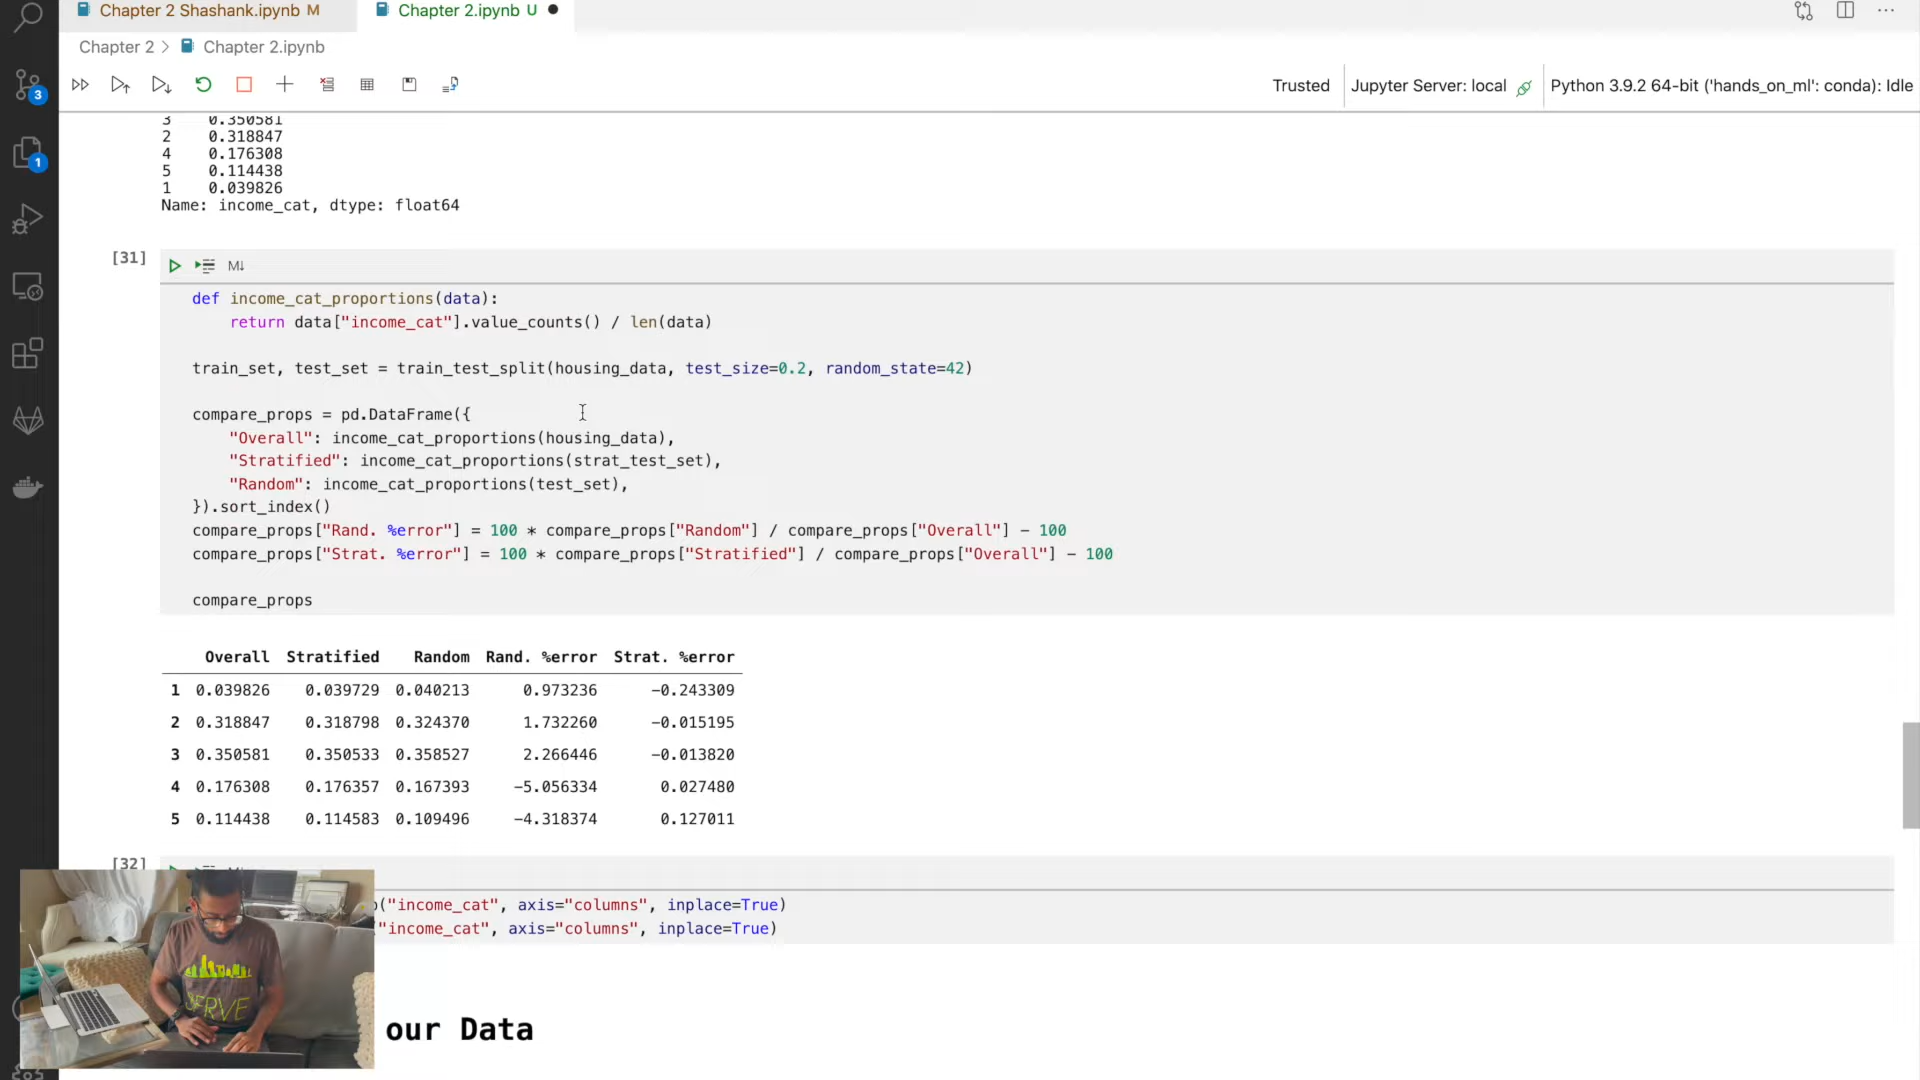 Chapter 2 Shashank.ipynb M
Chapter 2.ipynb U
Chapter 2 > Chapter 2.ipynb
3
1
Trusted
Jupyter Server: local
Python 3.9.2 64-bit ('hands_on_ml': conda): Idle
3 0.350581
2 0.318847
4 0.176308
5 0.114438
1 0.039826
Name: income_cat, dtype: float64
[31]
M↓
def income_cat_proportions(data):
return data["income_cat"].value_counts() / len(data)
train_set, test_set = train_test_split(housing_data, test_size=0.2, random_state=42)
compare_props = pd.DataFrame({
"Overall": income_cat_proportions(housing_data),
"Stratified": income_cat_proportions(strat_test_set),
"Random": income_cat_proportions(test_set),
}).sort_index()
compare_props["Rand. %error"] = 100 * compare_props["Random"] / compare_props["Overall"] - 100
compare_props["Strat. %error"] = 100 * compare_props["Stratified"] / compare_props["Overall"] - 100
compare_props
Overall Stratified Random Rand. %error Strat. %error
1 0.039826 0.039729 0.040213 0.973236 -0.243309
2 0.318847 0.318798 0.324370 1.732260 -0.015195
3 0.350581 0.350533 0.358527 2.266446 -0.013820
4 0.176308 0.176357 0.167393 -5.056334 0.027480
5 0.114438 0.114583 0.109496 -4.318374 0.127011
[32]
("income_cat", axis="columns", inplace=True)
"income_cat", axis="columns", inplace=True)
our Data